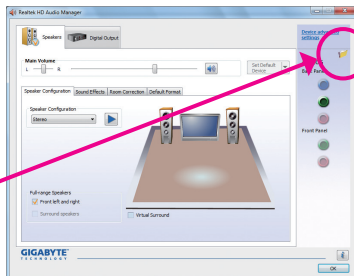 Realtek HD Audio Manager
Speakers
Digital Output
Device advanced
settings
Main Volume
L
R
Set Default
Device
Back Panel
Speaker Configuration
Sound Effects
Room Correction
Default Format
Speaker Configuration
Stereo
Front Panel
Full-range Speakers
Front left and right
Surround speakers
Virtual Surround
GIGABYTE
TECHNOLOGY
OK